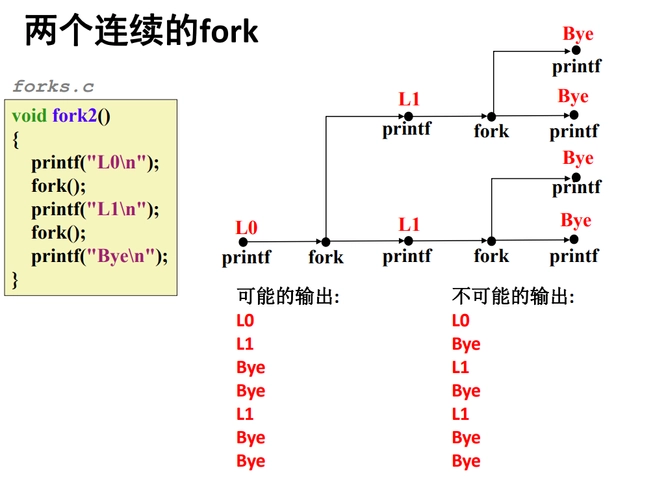 两个连续的fork
forks.c
void fork2()
{
printf("L0\n");
fork();
printf("L1\n");
fork();
printf("Bye\n");
}
Bye
printf
L1
Bye
printf
fork
printf
Bye
printf
L0
L1
Bye
printf
fork
printf
fork
printf
可能的输出:
L0
L1
Bye
Bye
L1
Bye
Bye
不可能的输出:
L0
Bye
L1
Bye
L1
Bye
Bye